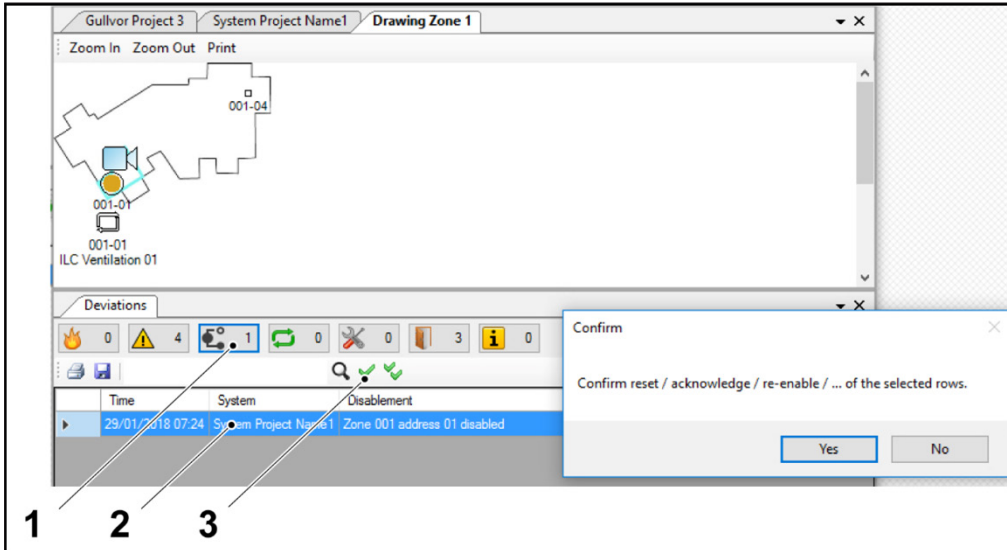 Gullvor Project 3 System Project Name1 Drawing Zone 1
Zoom In Zoom Out Print
001-04
001-01
001-01
ILC Ventilation 01
Deviations
0 4 1 0 0 3 0
Time System Disablement
29/01/2018 07:24 System Project Name1 Zone 001 address 01 disabled
Confirm
Confirm reset / acknowledge / re-enable / ... of the selected rows.
Yes No
1 2 3